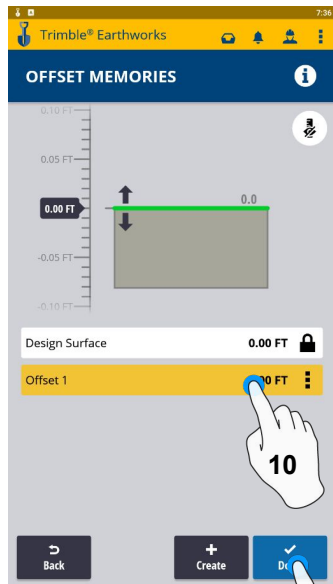 7:36
Trimble® Earthworks
OFFSET MEMORIES
0.10 FT
0.05 FT
0.0
0.00 FT
-0.05 FT
-0.10 FT
Design Surface 0.00 FT
Offset 1 FT
10
Back Create